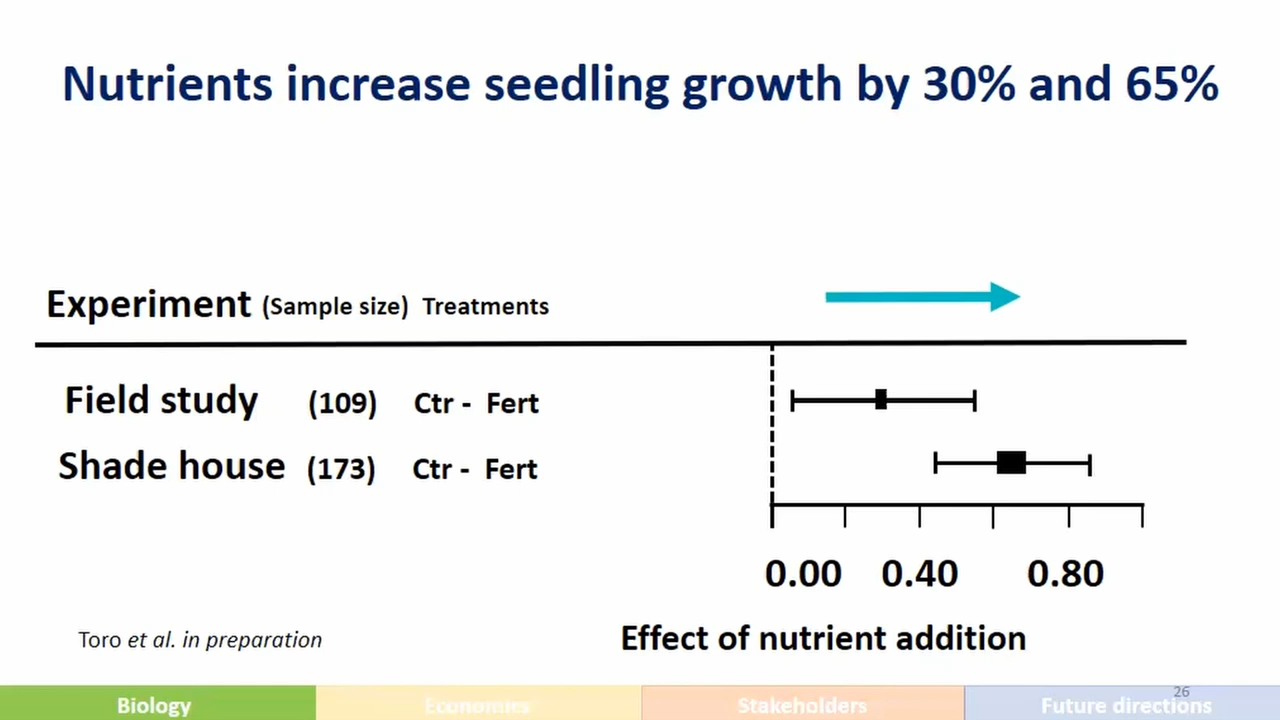 Nutrients increase seedling growth by 30% and 65%
Experiment (Sample size) Treatments
Field study (109) Ctr - Fert
Shade house (173) Ctr - Fert
0.00 0.40 0.80
Effect of nutrient addition
Toro et al. in preparation
26
Biology Economics Stakeholders Future directions